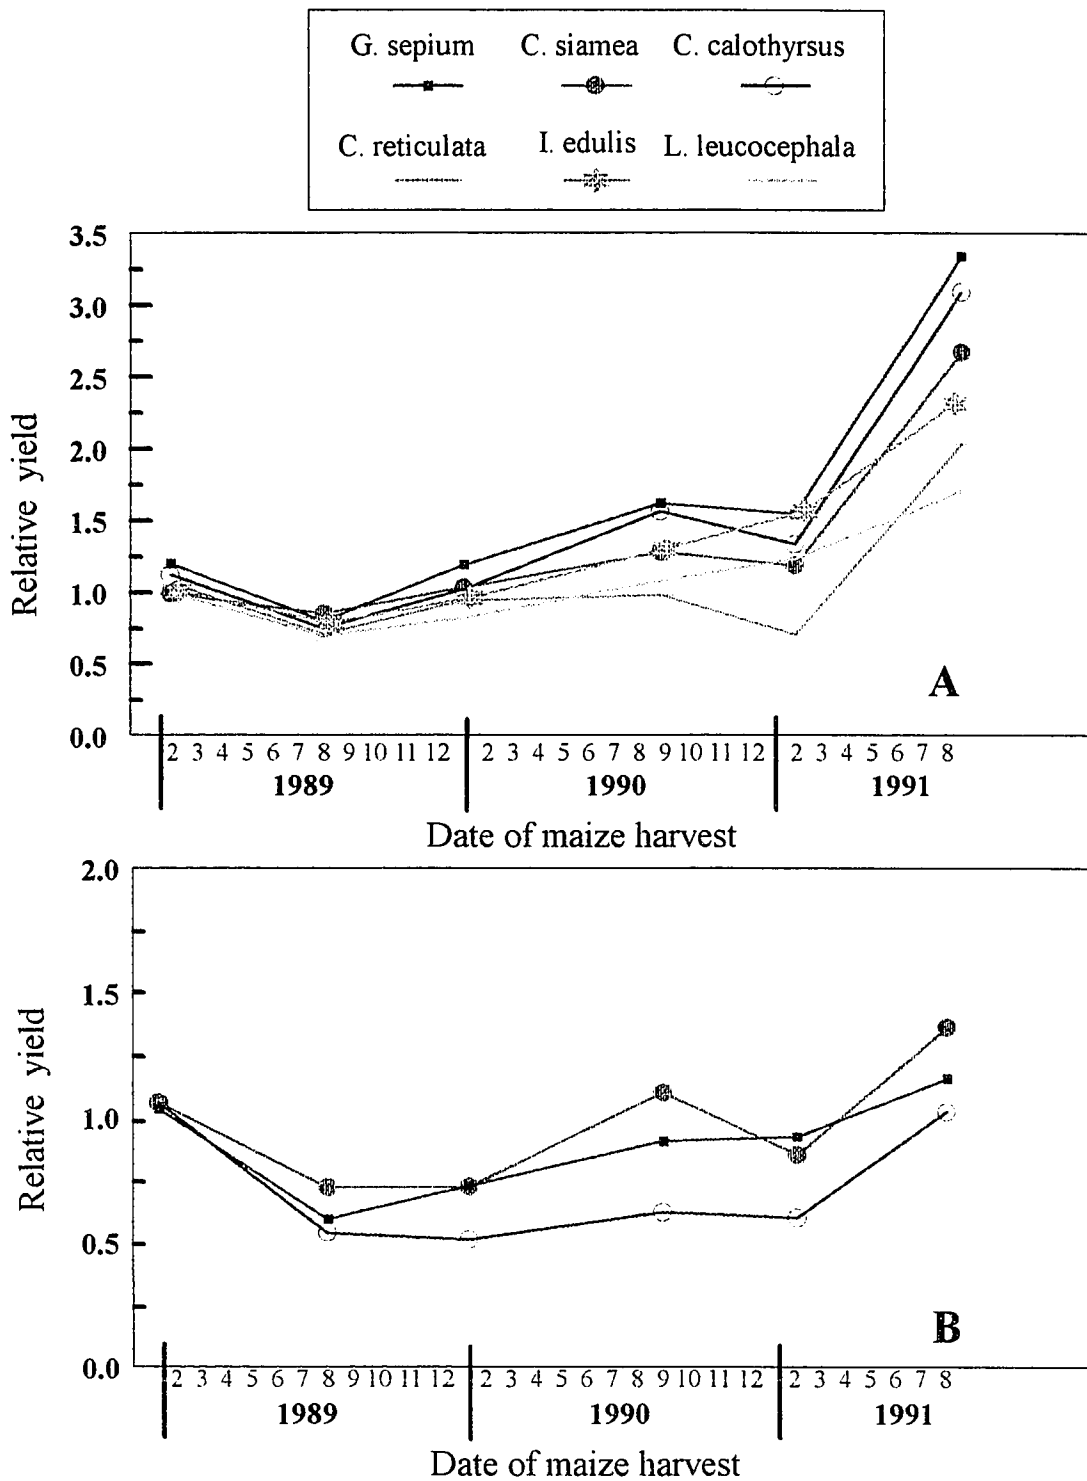 G. sepium C. siamea C. calothyrsus
C. reticulata I. edulis L. leucocephala
3.5
3.0
2.5
2.0
1.5
1.0
0.5
0.0
Relative yield
A
2 3 4 5 6 7 8 9 10 11 12 2 3 4 5 6 7 8 9 10 11 12 2 3 4 5 6 7 8
1989 1990 1991
Date of maize harvest
2.0
1.5
1.0
0.5
0.0
Relative yield
B
2 3 4 5 6 7 8 9 10 11 12 2 3 4 5 6 7 8 9 10 11 12 2 3 4 5 6 7 8
1989 1990 1991
Date of maize harvest